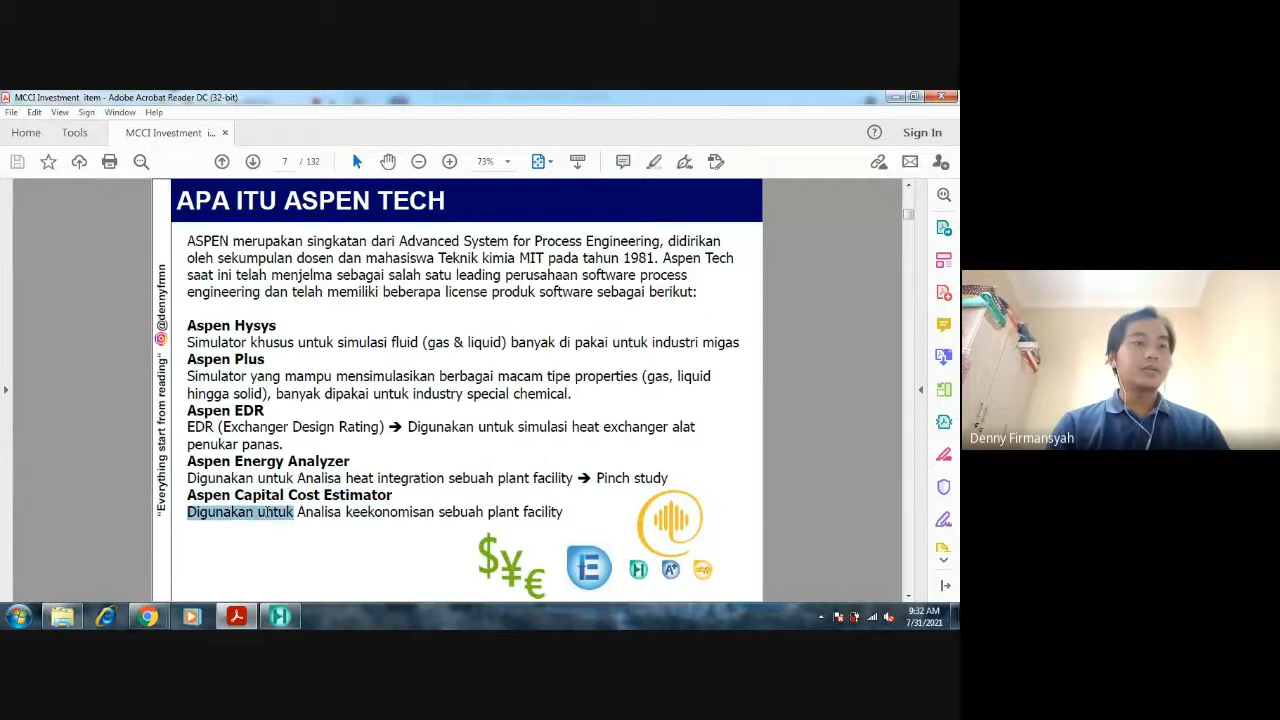 MCCI Investment item - Adobe Acrobat Reader DC (32-bit)
File Edit View Sign Window Help
Home Tools MCCI Investment i... × Sign In
7 / 132 73%
APA ITU ASPEN TECH
ASPEN merupakan singkatan dari Advanced System for Process Engineering, didirikan
oleh sekumpulan dosen dan mahasiswa Teknik kimia MIT pada tahun 1981. Aspen Tech
saat ini telah menjelma sebagai salah satu leading perusahaan software process
engineering dan telah memiliki beberapa license produk software sebagai berikut:
Aspen Hysys
Simulator khusus untuk simulasi fluid (gas & liquid) banyak di pakai untuk industri migas
Aspen Plus
Simulator yang mampu mensimulasikan berbagai macam tipe properties (gas, liquid
hingga solid), banyak dipakai untuk industry special chemical.
Aspen EDR
EDR (Exchanger Design Rating) ➔ Digunakan untuk simulasi heat exchanger alat
penukar panas.
Aspen Energy Analyzer
Digunakan untuk Analisa heat integration sebuah plant facility ➔ Pinch study
Aspen Capital Cost Estimator
Digunakan untuk Analisa keekonomisan sebuah plant facility
$ ¥ €
"Everything start from reading" @dennyfrmn
Denny Firmansyah
9:32 AM
7/31/2021